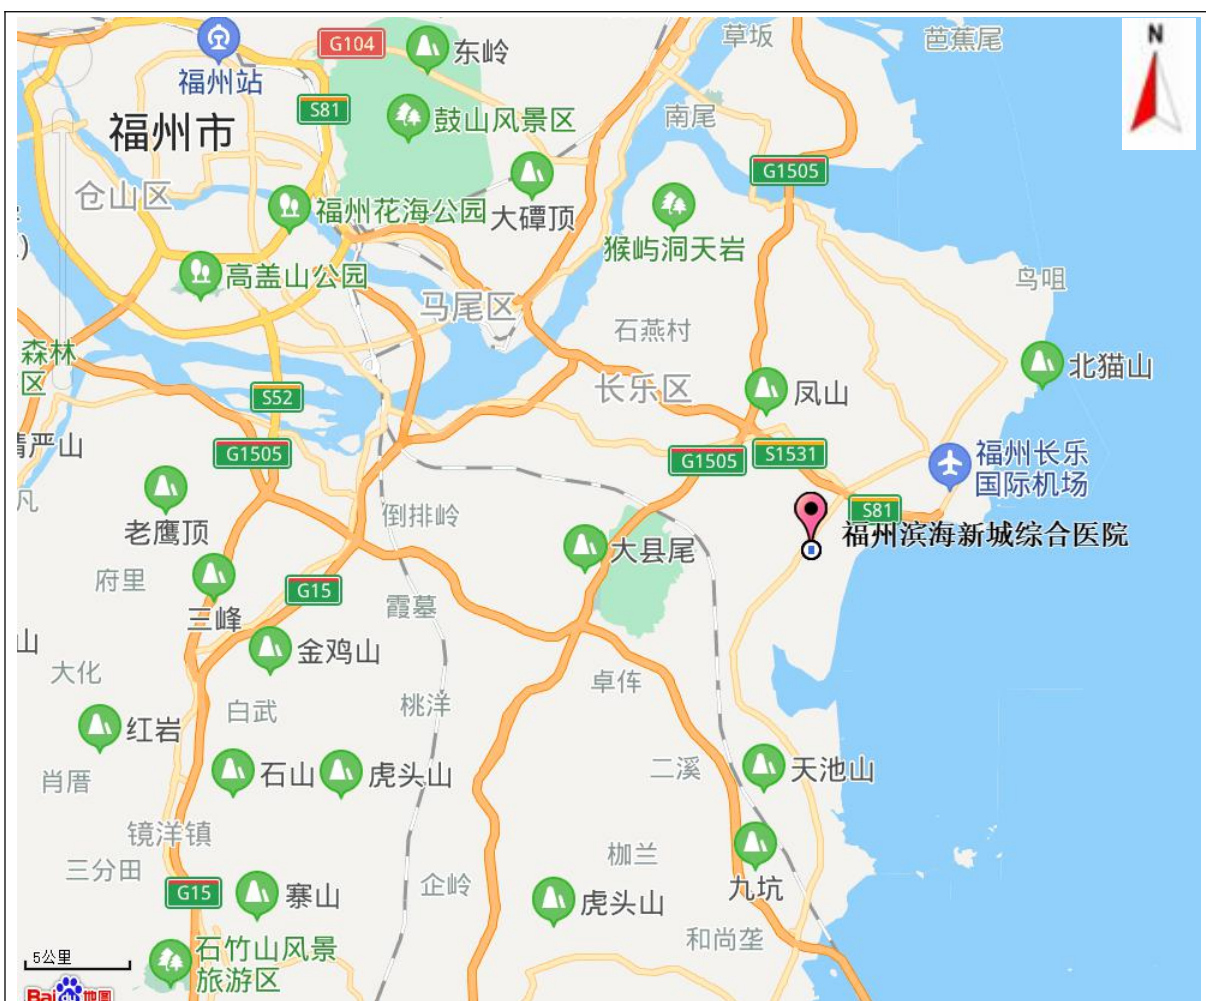 N
草坂
芭蕉尾
G104
东岭
福州站
S81
鼓山风景区
南尾
福州市
G1505
仓山区
福州花海公园
大磹顶
猴屿洞天岩
高盖山公园
马尾区
鸟咀
石燕村
森林
区
北猫山
长乐区
凤山
S52
G1505
G1505
S1531
福州长乐
国际机场
老鹰顶
倒排岭
S81
福州滨海新城综合医院
大县尾
府里
三峰
G15
霞墓
金鸡山
山
大化
卓俥
白武
桃洋
红岩
肖厝
石山
虎头山
二溪
天池山
镜洋镇
三分田
枷兰
企岭
九坑
G15
寨山
虎头山
和尚垄
石竹山风景
旅游区
5公里
Bai du 地图